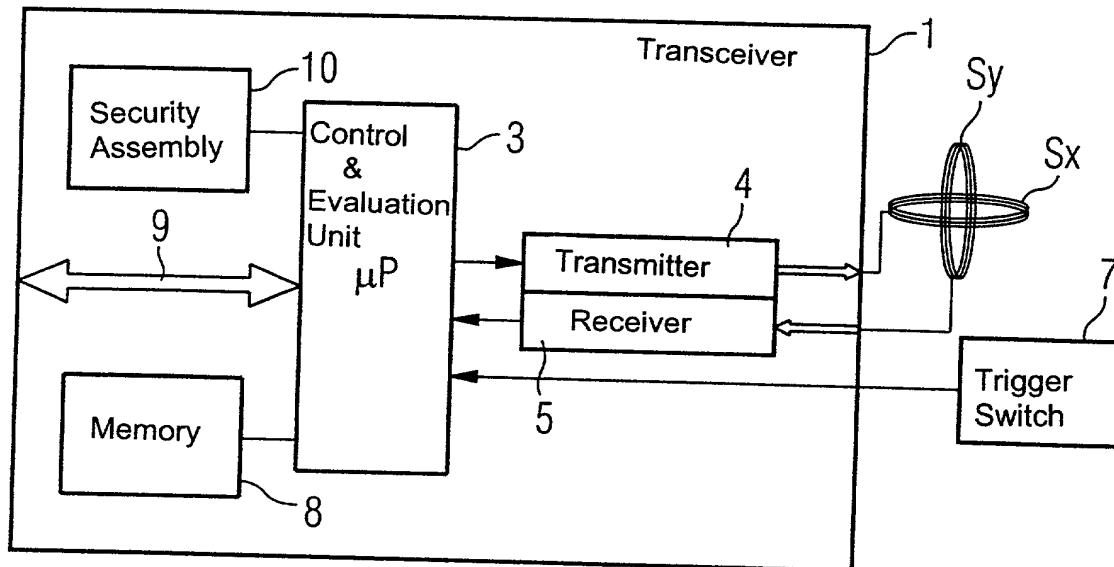 Transceiver
1
10
Security
Assembly
Control
&
Evaluation
Unit
µP
3
Sy
Sx
4
Transmitter
Receiver
5
9
7
Trigger
Switch
Memory
8